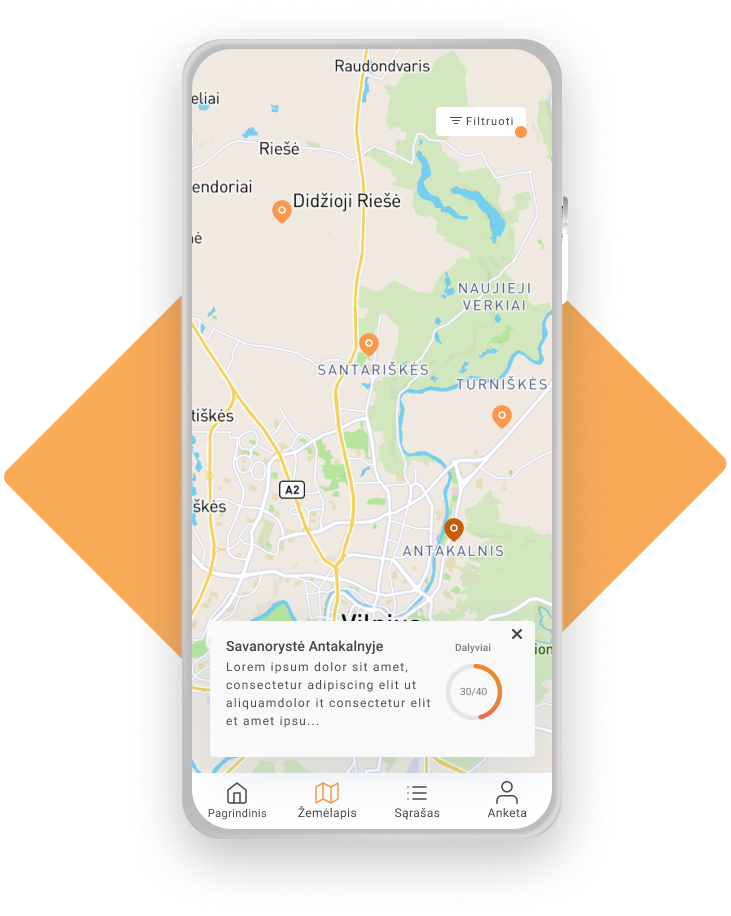 Raudondvaris
eliai
Filtruoti
Riešė
endoriai
Didžioji Riešė
NAUJIEJI
VERKIAI
SANTARIŠKĖS
TURNIŠKĖS
tiškės
A2
škės
ANTAKALNIS
Vilnius
Savanorystė Antakalnyje
Dalyviai
Lorem ipsum dolor sit amet,
consectetur adipiscing elit ut
aliquamdolor it consectetur elit
et amet ipsu...
30/40
ion
Pagrindinis
Žemėlapis
Sąrašas
Anketa